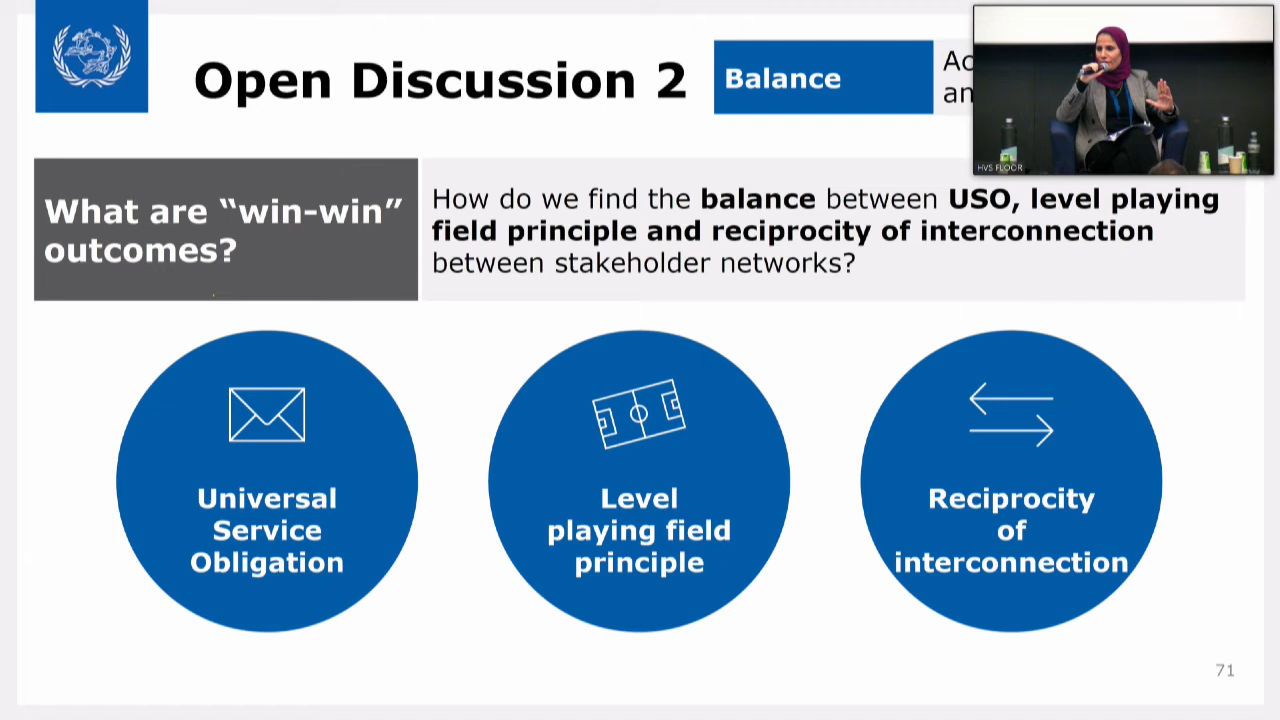 Open Discussion 2
Balance
What are “win-win”
outcomes?
How do we find the balance between USO, level playing
field principle and reciprocity of interconnection
between stakeholder networks?
Universal
Service
Obligation
Level
playing field
principle
Reciprocity
of
interconnection
HVS FLOOR
71